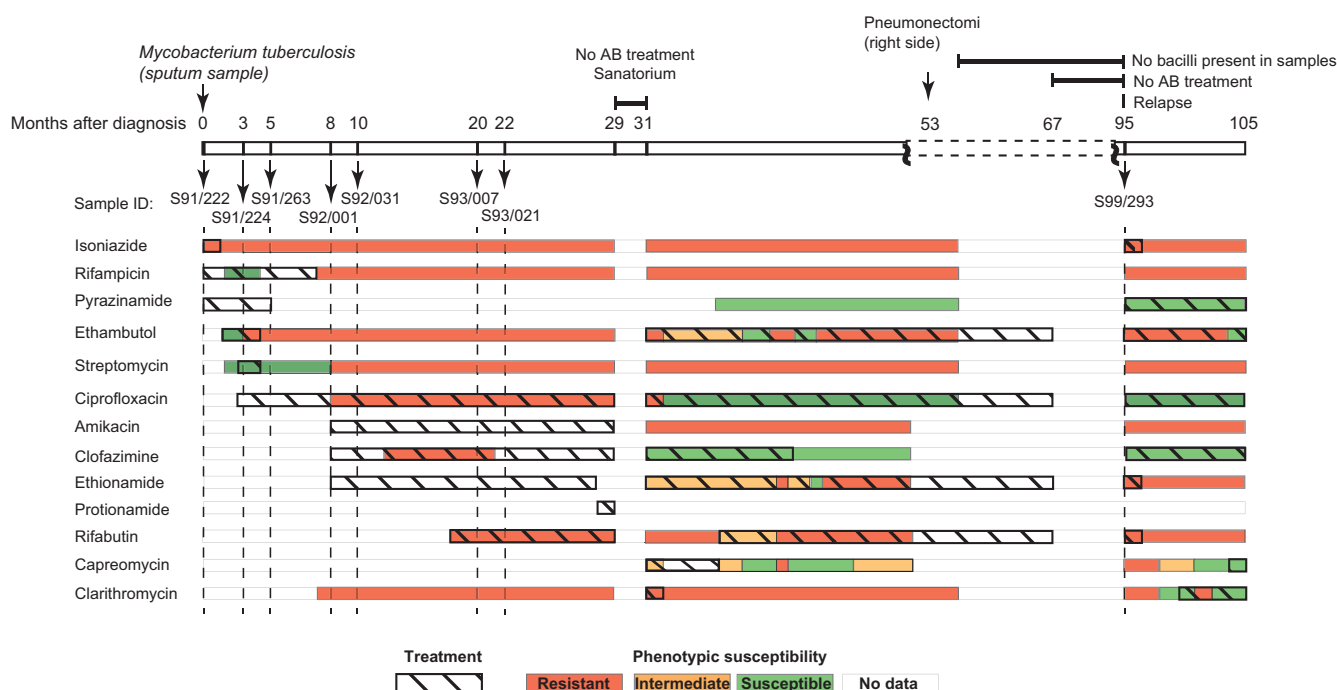 Pneumonectomi
(right side)
Mycobacterium tuberculosis
(sputum sample)
No AB treatment
Sanatorium
No bacilli present in samples
No AB treatment
Relapse
Months after diagnosis 0 3 5 8 10 20 22 29 31 53 67 95 105
Sample ID: S91/222 S91/263 S92/031 S93/007 S99/293
S91/224 S92/001 S93/021
Isoniazide
Rifampicin
Pyrazinamide
Ethambutol
Streptomycin
Ciprofloxacin
Amikacin
Clofazimine
Ethionamide
Protionamide
Rifabutin
Capreomycin
Clarithromycin
Treatment Phenotypic susceptibility
Resistant Intermediate Susceptible No data